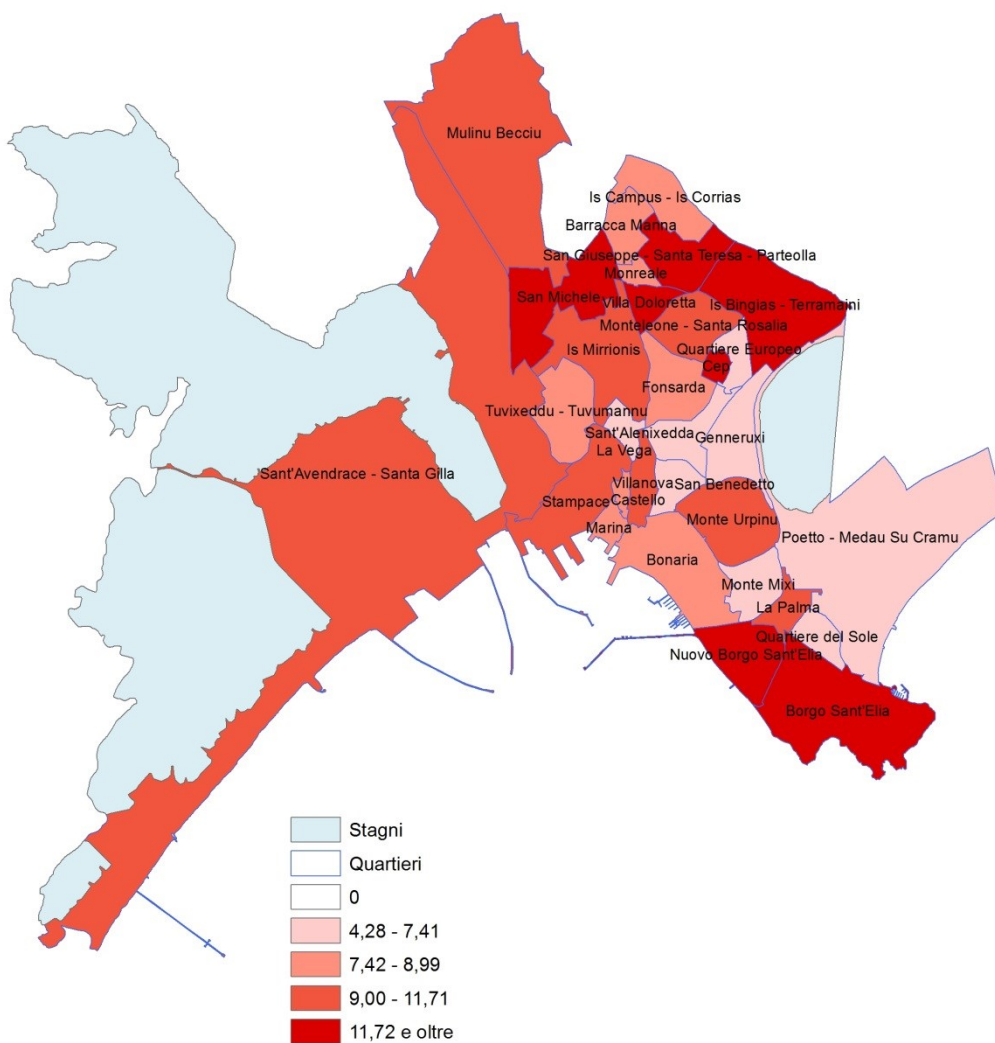 Mulinu Becciu
Is Campus - Is Corrias
Barracca Manna
San Giuseppe - Santa Teresa - Parteolla
Monreale
San Michele
Villa Doloretta
Is Bingias - Terramaini
Monteleone - Santa Rosalia
Is Mirrionis
Quartiere Europeo
Cep
Fonsarda
Tuvixeddu - Tuvumannu
Sant'Alenixedda
Genneruxi
La Vega
Sant'Avendrace - Santa Gilla
Villanova
San Benedetto
Stampace
Castello
Monte Urpinu
Marina
Poetto - Medau Su Cramu
Bonaria
Monte Mixi
La Palma
Quartiere del Sole
Nuovo Borgo Sant'Elia
Borgo Sant'Elia
Stagni
Quartieri
0
4,28 - 7,41
7,42 - 8,99
9,00 - 11,71
11,72 e oltre